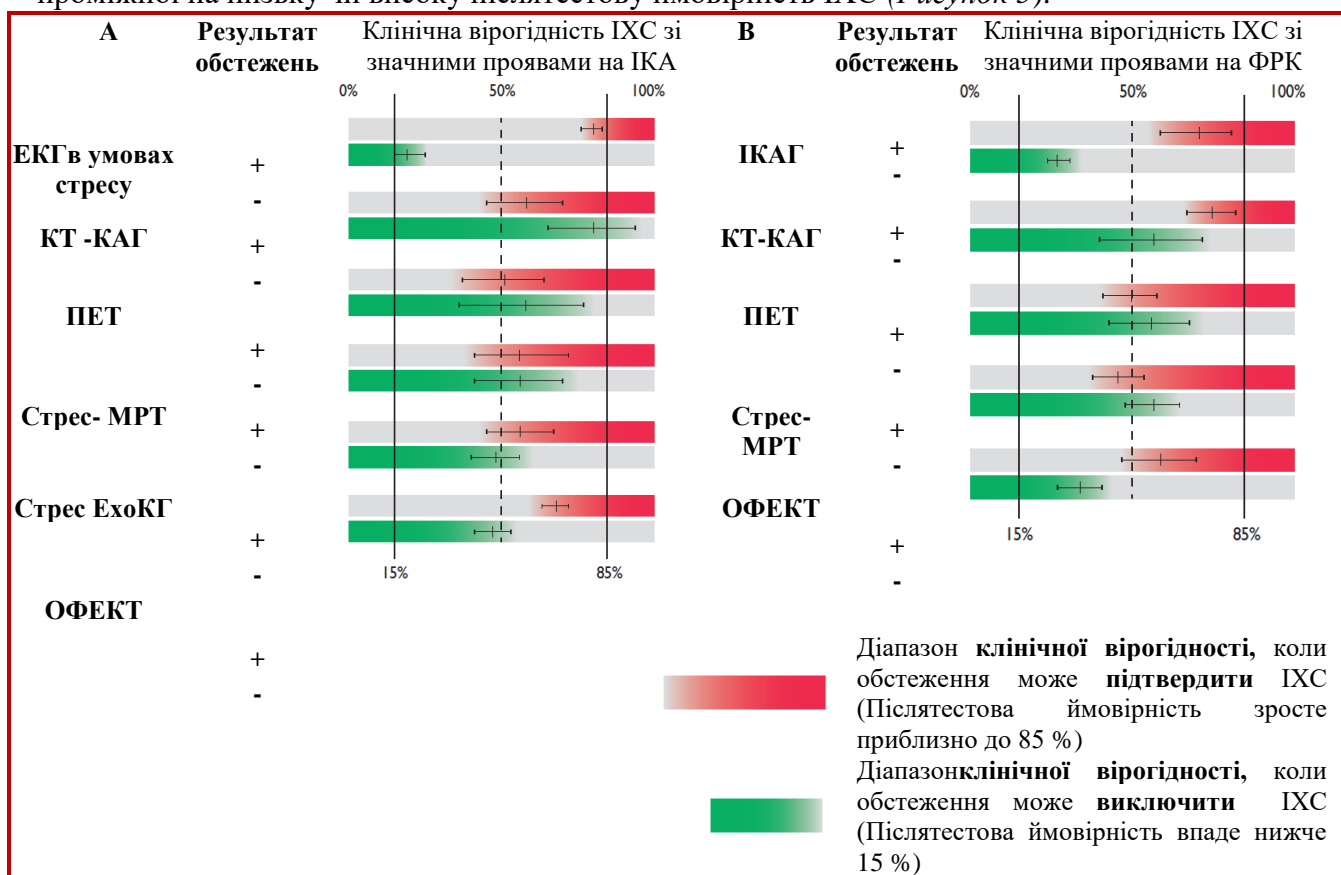 проміжної на низьку чи високу післятестову ймовірність ІХС (Рисунок 3).
А
Результат
обстежень
Клінічна вірогідність ІХС зі
значними проявами на ІКА
0% 50% 100%
ЕКГв умовах
стресу
+
-
КТ -КАГ
+
-
ПЕТ
+
-
Стрес- МРТ
+
-
Стрес ЕхоКГ
+
-
ОФЕКТ
+
-
15% 85%
В
Результат
обстежень
Клінічна вірогідність ІХС зі
значними проявами на ФРК
0% 50% 100%
ІКАГ
+
-
КТ-КАГ
+
-
ПЕТ
+
-
Стрес-
МРТ
+
-
ОФЕКТ
+
-
15% 85%
Діапазон клінічної вірогідності, коли
обстеження може підтвердити ІХС
(Післятестова ймовірність зросте
приблизно до 85 %)
Діапазонклінічної вірогідності, коли
обстеження може виключити ІХС
(Післятестова ймовірність впаде нижче
15 %)